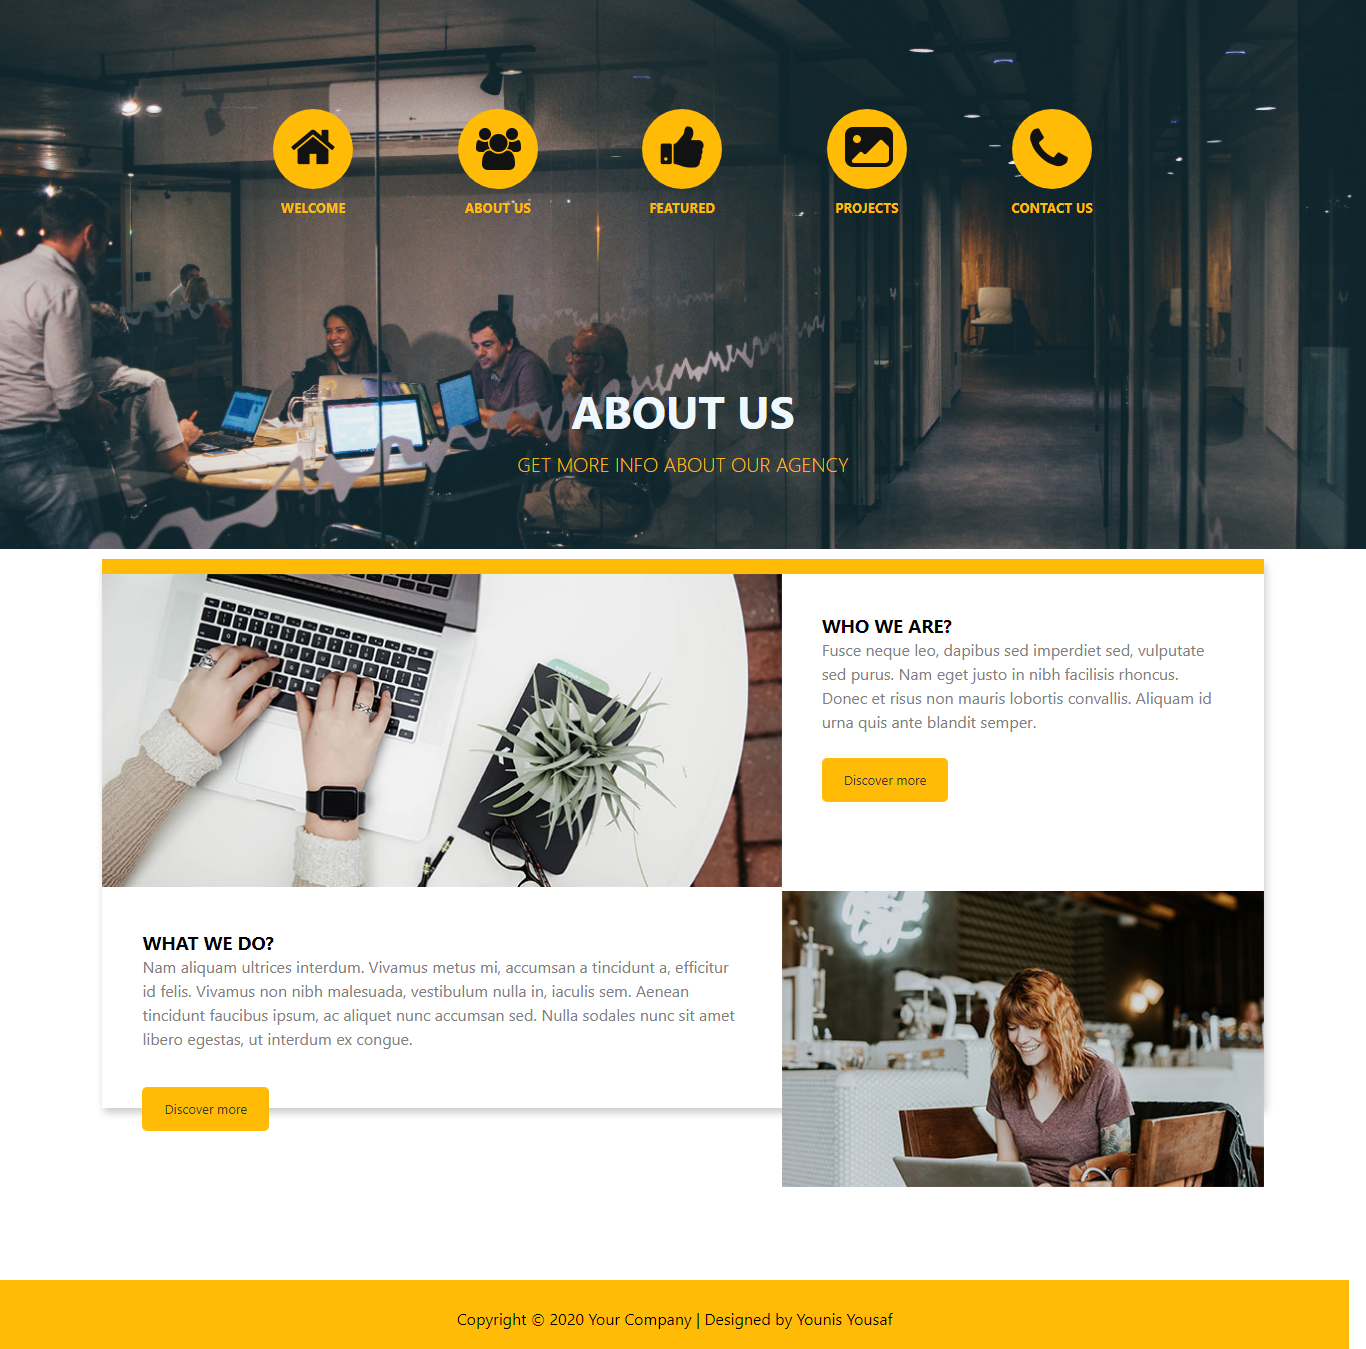 WELCOME
ABOUT US
FEATURED
PROJECTS
CONTACT US
ABOUT US
GET MORE INFO ABOUT OUR AGENCY
WHO WE ARE?
Fusce neque leo, dapibus sed imperdiet sed, vulputate
sed purus. Nam eget justo in nibh facilisis rhoncus.
Donec et risus non mauris lobortis convallis. Aliquam id
urna quis ante blandit semper.
Discover more
WHAT WE DO?
Nam aliquam ultrices interdum. Vivamus metus mi, accumsan a tincidunt a, efficitur
id felis. Vivamus non nibh malesuada, vestibulum nulla in, iaculis sem. Aenean
tincidunt faucibus ipsum, ac aliquet nunc accumsan sed. Nulla sodales nunc sit amet
libero egestas, ut interdum ex congue.
Discover more
Copyright © 2020 Your Company | Designed by Younis Yousaf